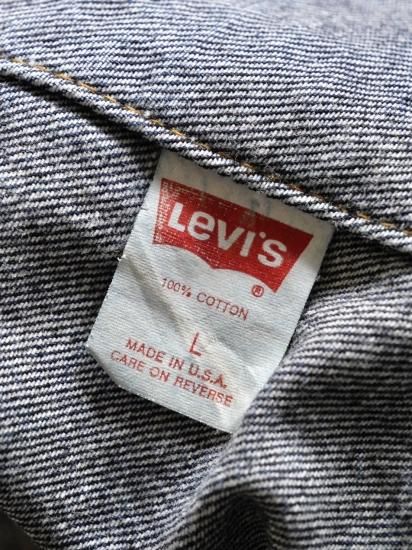 Levi's
®
100% COTTON
L
MADE IN U.S.A.
CARE ON REVERSE